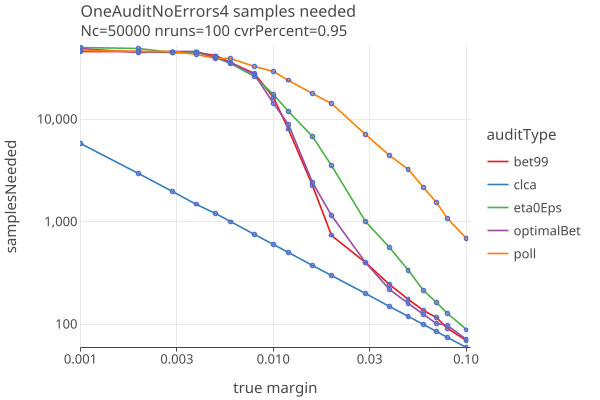 OneAuditNoErrors4 samples needed
Nc=50000 nruns=100 cvrPercent=0.95
samplesNeeded
10,000
1,000
100
0.001
0.003
0.010
0.03
0.10
true margin
auditType
bet99
clca
eta0Eps
optimalBet
poll